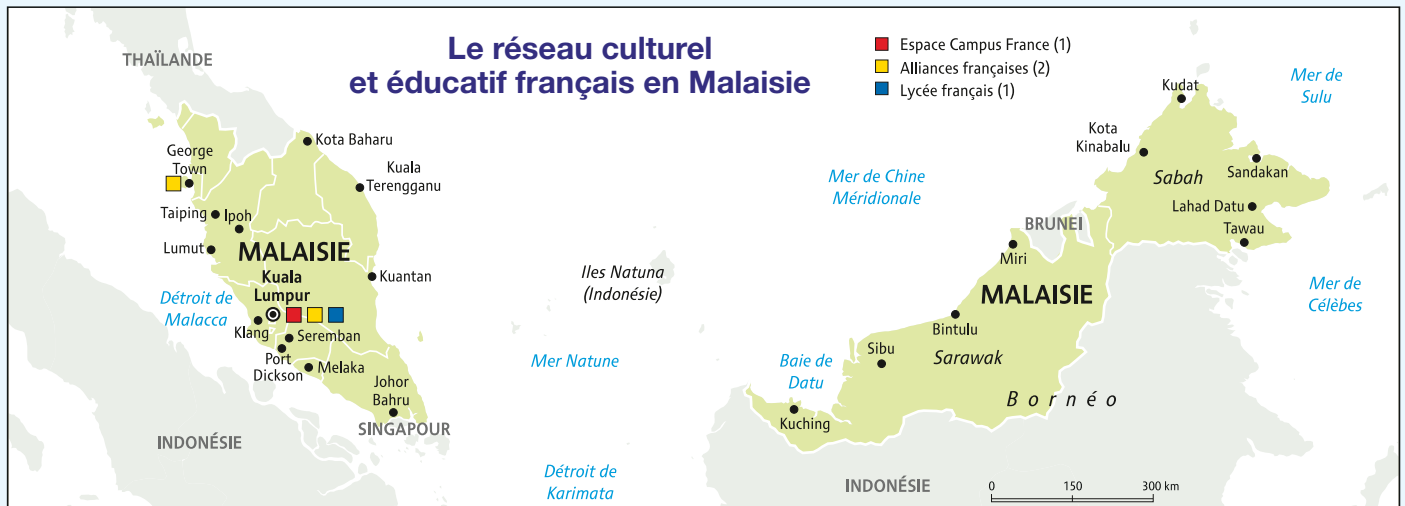 Le réseau culturel
et éducatif français en Malaisie
Espace Campus France (1)
Alliances françaises (2)
Lycée français (1)
THAÏLANDE
Kota Baharu
George
Town
Kuala
Terengganu
Taiping
Ipoh
Lumut
MALAISIE
Kuala
Lumpur
Kuantan
Détroit de
Malacca
Klang
Seremban
Port
Dickson
Melaka
Johor
Bahru
SINGAPOUR
INDONÉSIE
Iles Natuna
(Indonésie)
Mer Natune
Détroit de
Karimata
Mer de Chine
Méridionale
Mer de
Sulu
Kudat
Kota
Kinabalu
Sabah
Sandakan
Lahad Datu
Tawau
BRUNEI
Miri
MALAISIE
Mer de
Célèbes
Bintulu
Sibu
Sarawak
Baie de
Datu
Bornéo
Kuching
INDONÉSIE
0 150 300 km